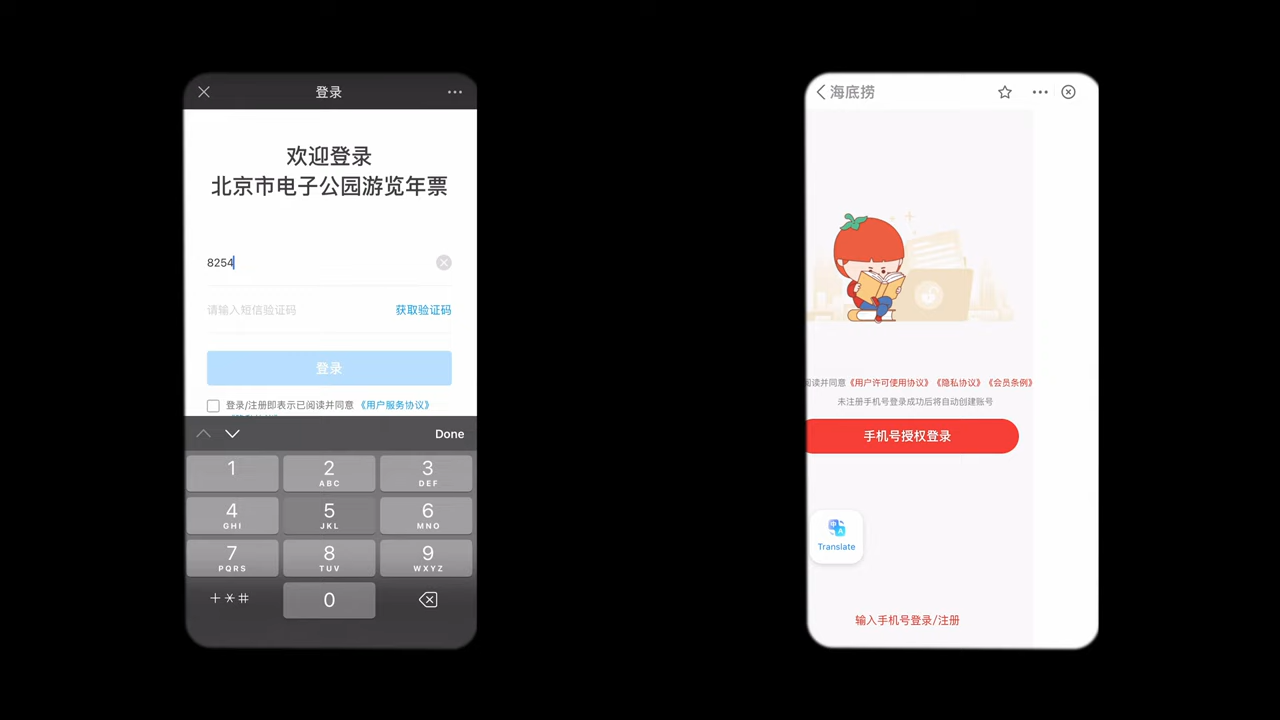 登录
欢迎登录
北京市电子公园游览年票
8254
请输入短信验证码
获取验证码
登录
登录/注册即表示已阅读并同意 《用户服务协议》
Done
1
2
ABC
3
DEF
4
GHI
5
JKL
6
MNO
7
PQRS
8
TUV
9
WXYZ
+*#
0
海底捞
阅读并同意《用户许可使用协议》《隐私协议》《会员条例》
未注册手机号登录成功后将自动创建账号
手机号授权登录
Translate
输入手机号登录/注册